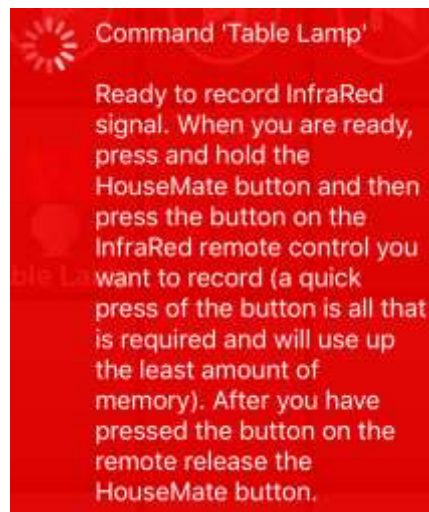 Command 'Table Lamp'
Ready to record InfraRed
signal. When you are ready,
press and hold the
HouseMate button and then
press the button on the
InfraRed remote control you
want to record (a quick
press of the button is all that
is required and will use up
the least amount of
memory). After you have
pressed the button on the
remote release the
HouseMate button.